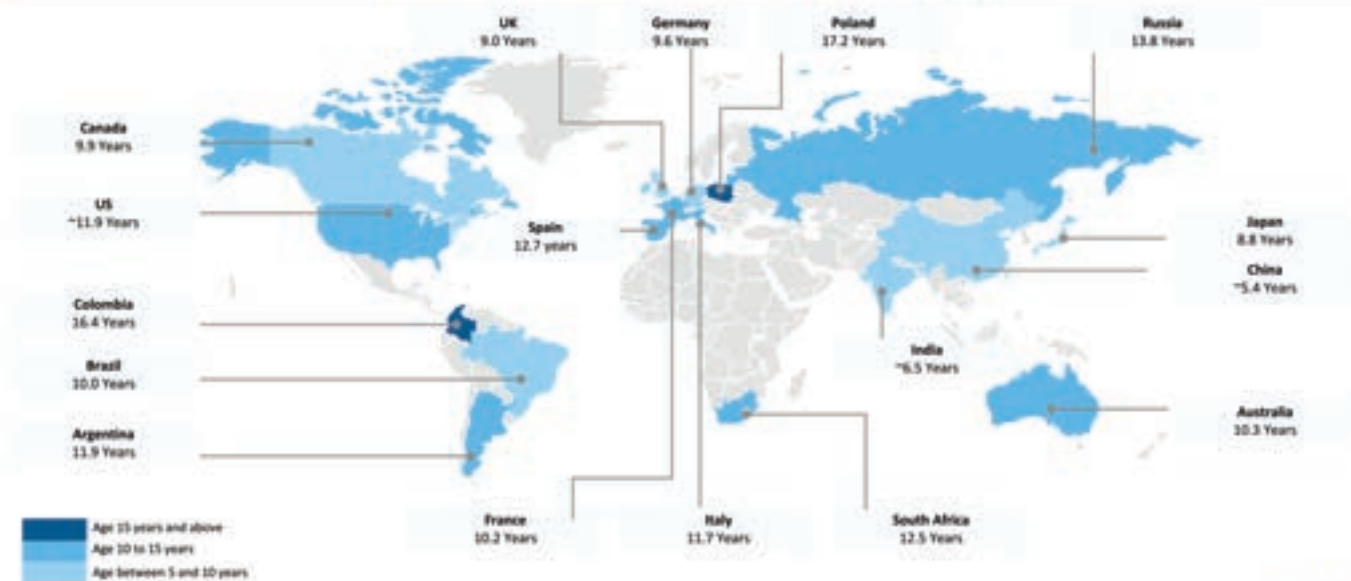 UK
9.0 Years
Germany
9.6 Years
Poland
17.2 Years
Russia
13.8 Years
Canada
9.9 Years
US
~11.9 Years
Spain
12.7 years
Japan
8.8 Years
China
~5.4 Years
Colombia
16.4 Years
India
~6.5 Years
Brazil
10.0 Years
Australia
10.3 Years
Argentina
11.9 Years
France
10.2 Years
Italy
11.7 Years
South Africa
12.5 Years
Age 15 years and above
Age 10 to 15 years
Age between 5 and 10 years